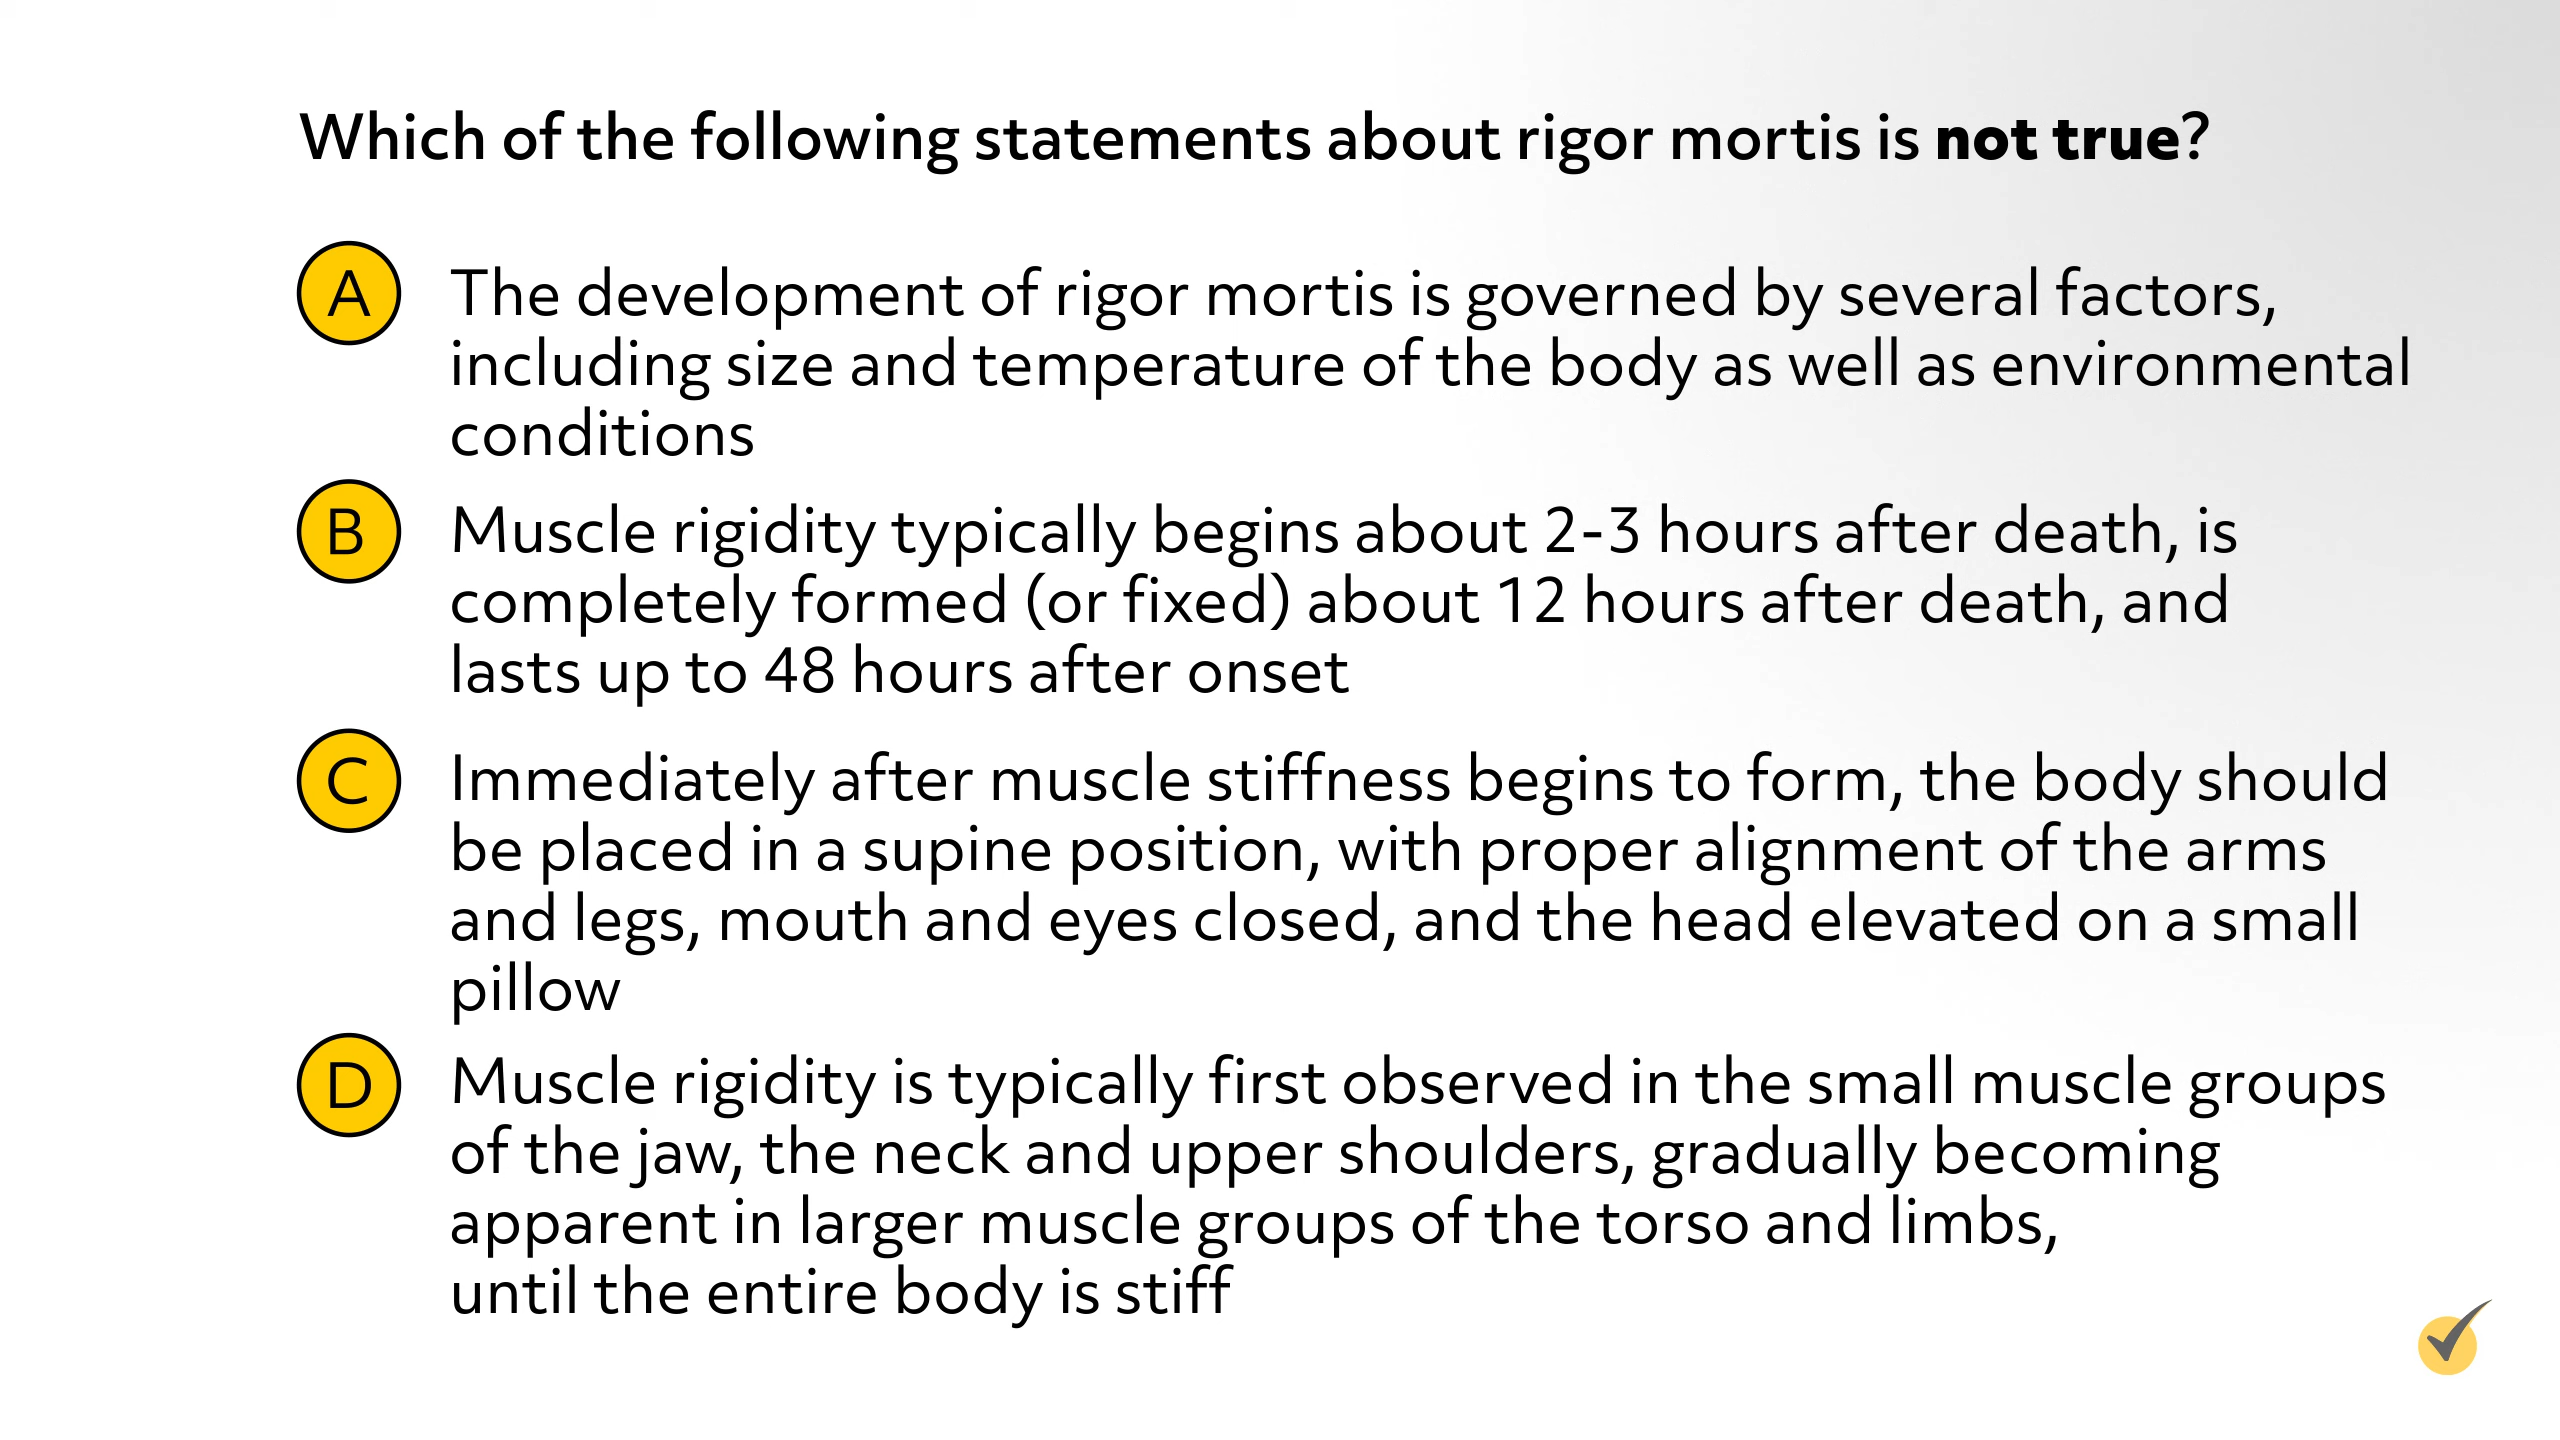 Which of the following statements about rigor mortis is not true?
A The development of rigor mortis is governed by several factors,
including size and temperature of the body as well as environmental
conditions
B Muscle rigidity typically begins about 2-3 hours after death, is
completely formed (or fixed) about 12 hours after death, and
lasts up to 48 hours after onset
C Immediately after muscle stiffness begins to form, the body should
be placed in a supine position, with proper alignment of the arms
and legs, mouth and eyes closed, and the head elevated on a small
pillow
D Muscle rigidity is typically first observed in the small muscle groups
of the jaw, the neck and upper shoulders, gradually becoming
apparent in larger muscle groups of the torso and limbs,
until the entire body is stiff